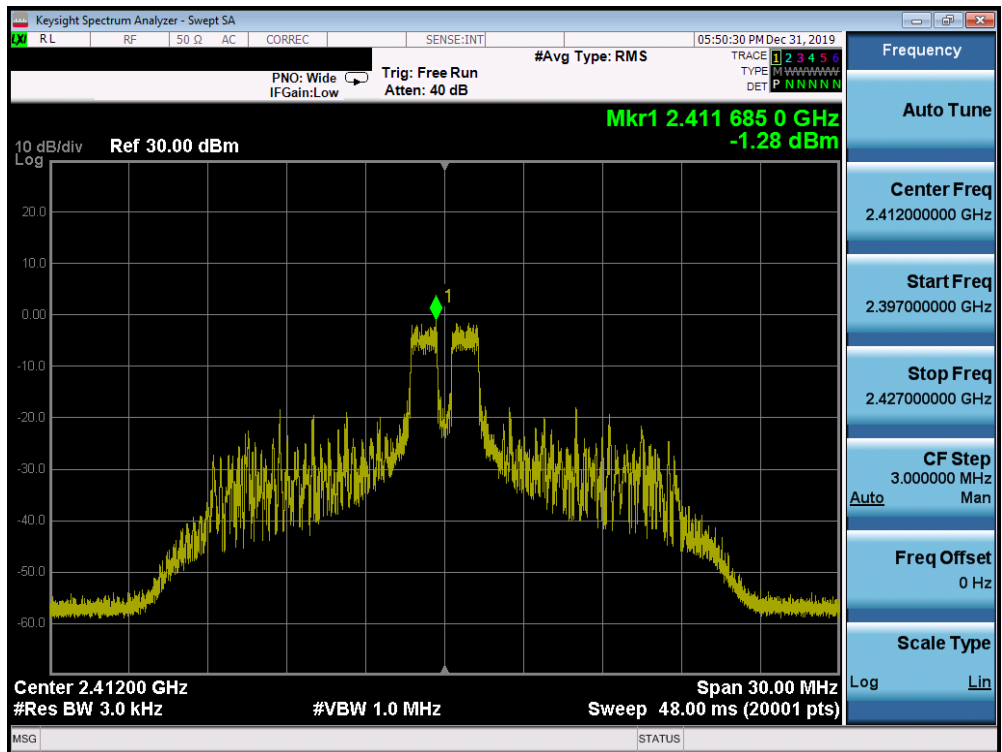 Keysight Spectrum Analyzer - Swept SA
LXI RL RF 50 Ω AC CORREC SENSE:INT 05:50:30 PM Dec 31, 2019
PNO: Wide
IFGain:Low
Trig: Free Run
Atten: 40 dB
#Avg Type: RMS
TRACE 1 2 3 4 5 6
TYPE M WWWWW
DET P N N N N N
Mkr1 2.411 685 0 GHz
-1.28 dBm
10 dB/div Ref 30.00 dBm
Log
20.0
10.0
0.00
-10.0
-20.0
-30.0
-40.0
-50.0
-60.0
1
Center 2.41200 GHz Span 30.00 MHz
#Res BW 3.0 kHz #VBW 1.0 MHz Sweep 48.00 ms (20001 pts)
MSG STATUS
Frequency
Auto Tune
Center Freq
2.412000000 GHz
Start Freq
2.397000000 GHz
Stop Freq
2.427000000 GHz
CF Step
3.000000 MHz
Auto Man
Freq Offset
0 Hz
Scale Type
Log Lin